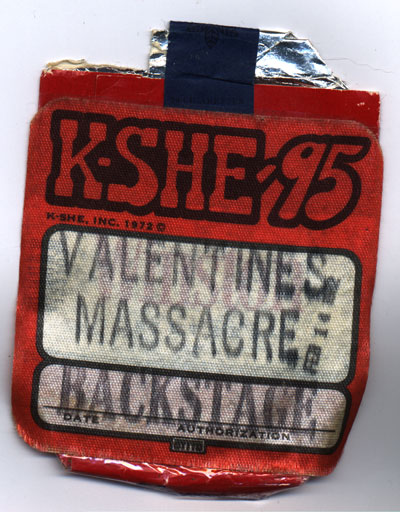 K-SHE-95
K-SHE, INC. 1972 ©
VALENTINES
MASSACRE
BACKSTAGE
DATE AUTHORIZATION